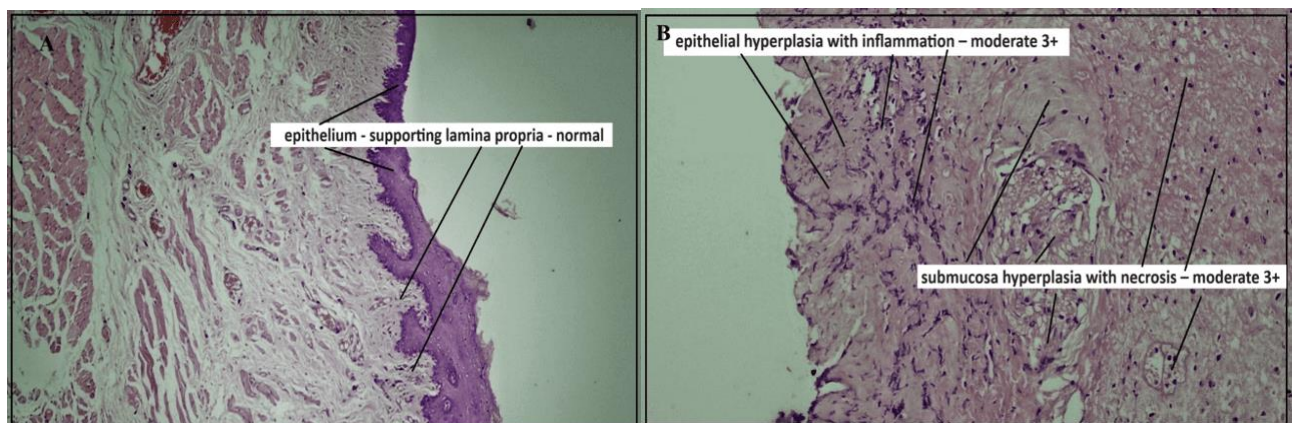 A
epithelium - supporting lamina propria - normal
B
epithelial hyperplasia with inflammation – moderate 3+
submucosa hyperplasia with necrosis – moderate 3+